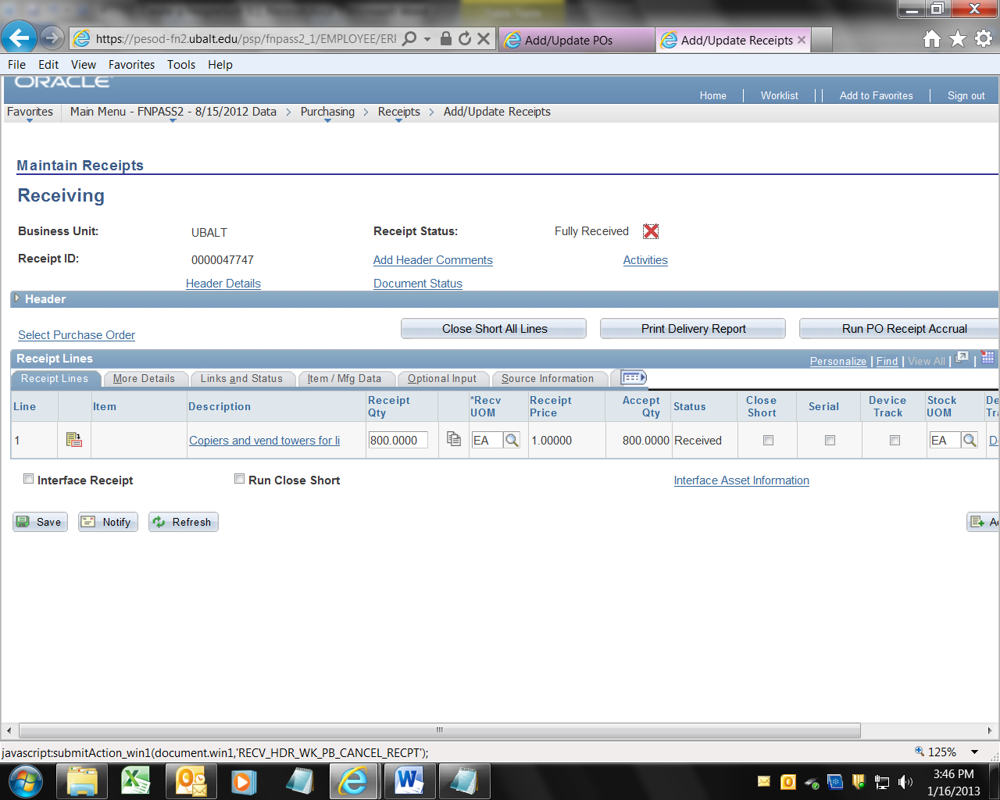 https://pesod-fn2.ubalt.edu/psp/fnpass2_1/EMPLOYEE/ERI
Add/Update POs
Add/Update Receipts
File Edit View Favorites Tools Help
ORACLE
Home Worklist Add to Favorites Sign out
Favorites Main Menu - FNPASS2 - 8/15/2012 Data > Purchasing > Receipts > Add/Update Receipts
Maintain Receipts
Receiving
Business Unit: UBALT Receipt Status: Fully Received
Receipt ID: 0000047747 Add Header Comments Activities
Header Details Document Status
Header
Select Purchase Order Close Short All Lines Print Delivery Report Run PO Receipt Accrual
Receipt Lines Personalize | Find | View All | |
Receipt Lines More Details Links and Status Item / Mfg Data Optional Input Source Information
Line Item Description Receipt Qty *Recv UOM Receipt Price Accept Qty Status Close Short Serial Device Track Stock UOM De Tra
1 Copiers and vend towers for li 800.0000 EA 1.00000 800.0000 Received EA D
Interface Receipt Run Close Short Interface Asset Information
Save Notify Refresh Ad
javascript:submitAction_win1(document.win1,'RECV_HDR_WK_PB_CANCEL_RECPT');
125%
3:46 PM
1/16/2013